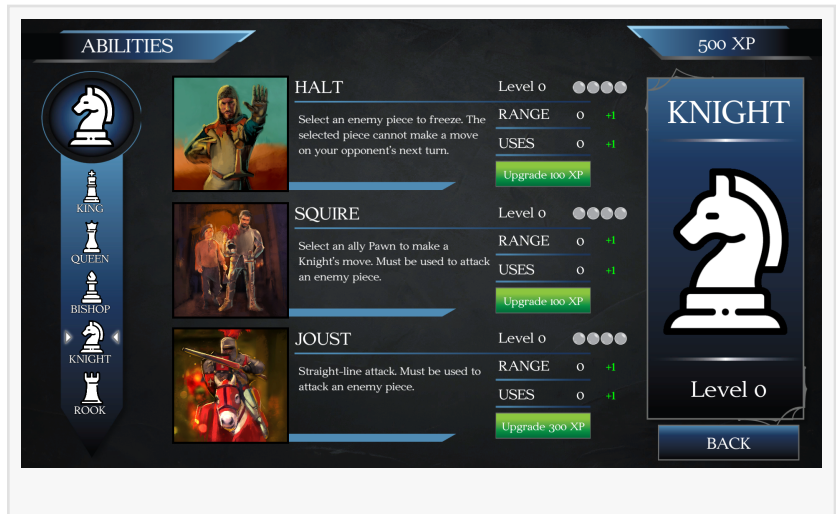 ABILITIES
500 XP
KING
QUEEN
BISHOP
KNIGHT
ROOK
HALT
Select an enemy piece to freeze. The
selected piece cannot make a move
on your opponent's next turn.
Level 0
RANGE 0 +1
USES 0 +1
Upgrade 100 XP
SQUIRE
Select an ally Pawn to make a
Knight's move. Must be used to attack
an enemy piece.
Level 0
RANGE 0 +1
USES 0 +1
Upgrade 100 XP
JOUST
Straight-line attack. Must be used to
attack an enemy piece.
Level 0
RANGE 0 +1
USES 0 +1
Upgrade 300 XP
KNIGHT
Level 0
BACK